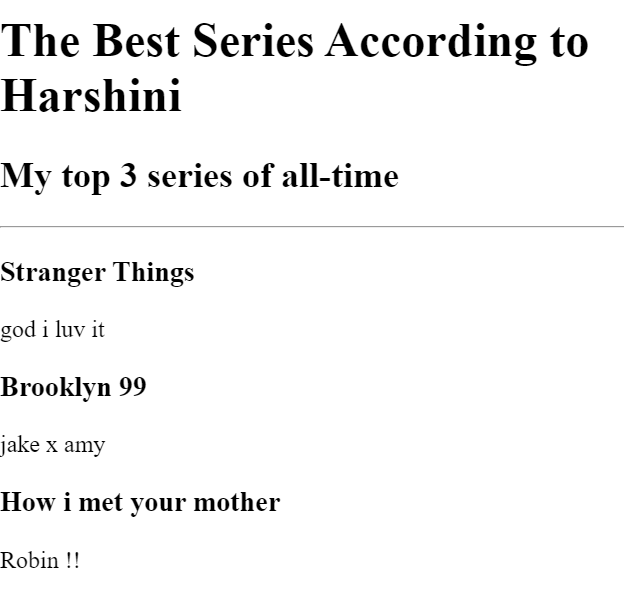 The Best Series According to
Harshini
My top 3 series of all-time
Stranger Things
god i luv it
Brooklyn 99
jake x amy
How i met your mother
Robin !!